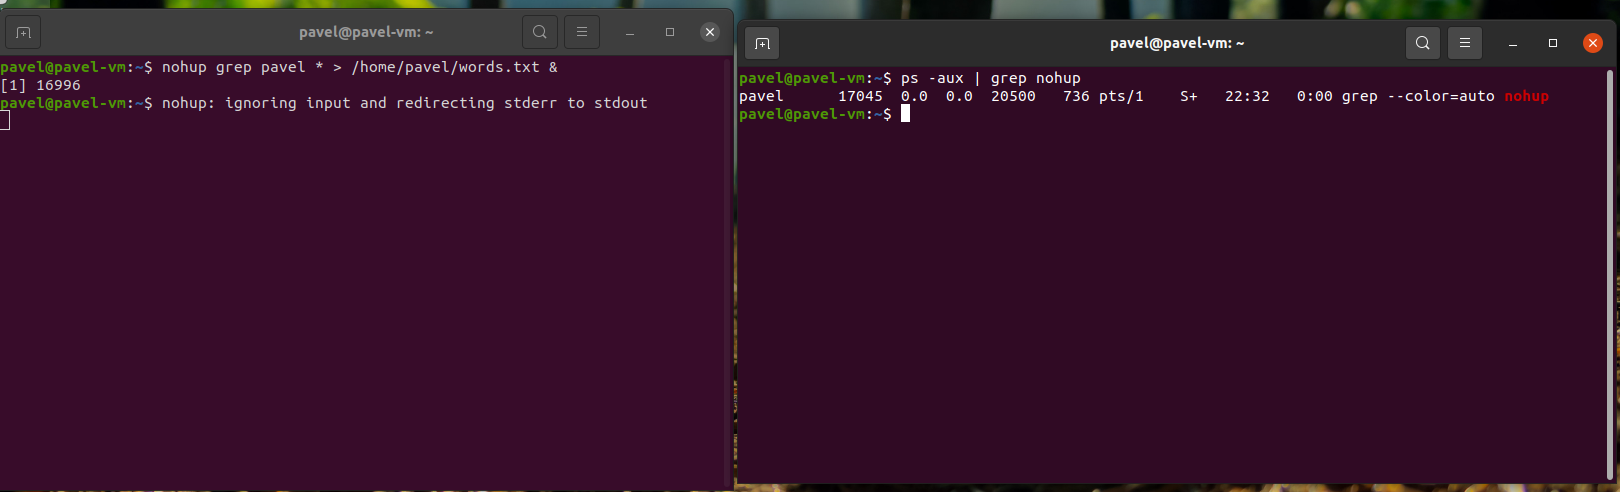 pavel@pavel-vm: ~
pavel@pavel-vm:~$ nohup grep pavel * > /home/pavel/words.txt &
[1] 16996
pavel@pavel-vm:~$ nohup: ignoring input and redirecting stderr to stdout
pavel@pavel-vm: ~
pavel@pavel-vm:~$ ps -aux | grep nohup
pavel      17045  0.0  0.0  20500   736 pts/1    S+   22:32   0:00 grep --color=auto nohup
pavel@pavel-vm:~$